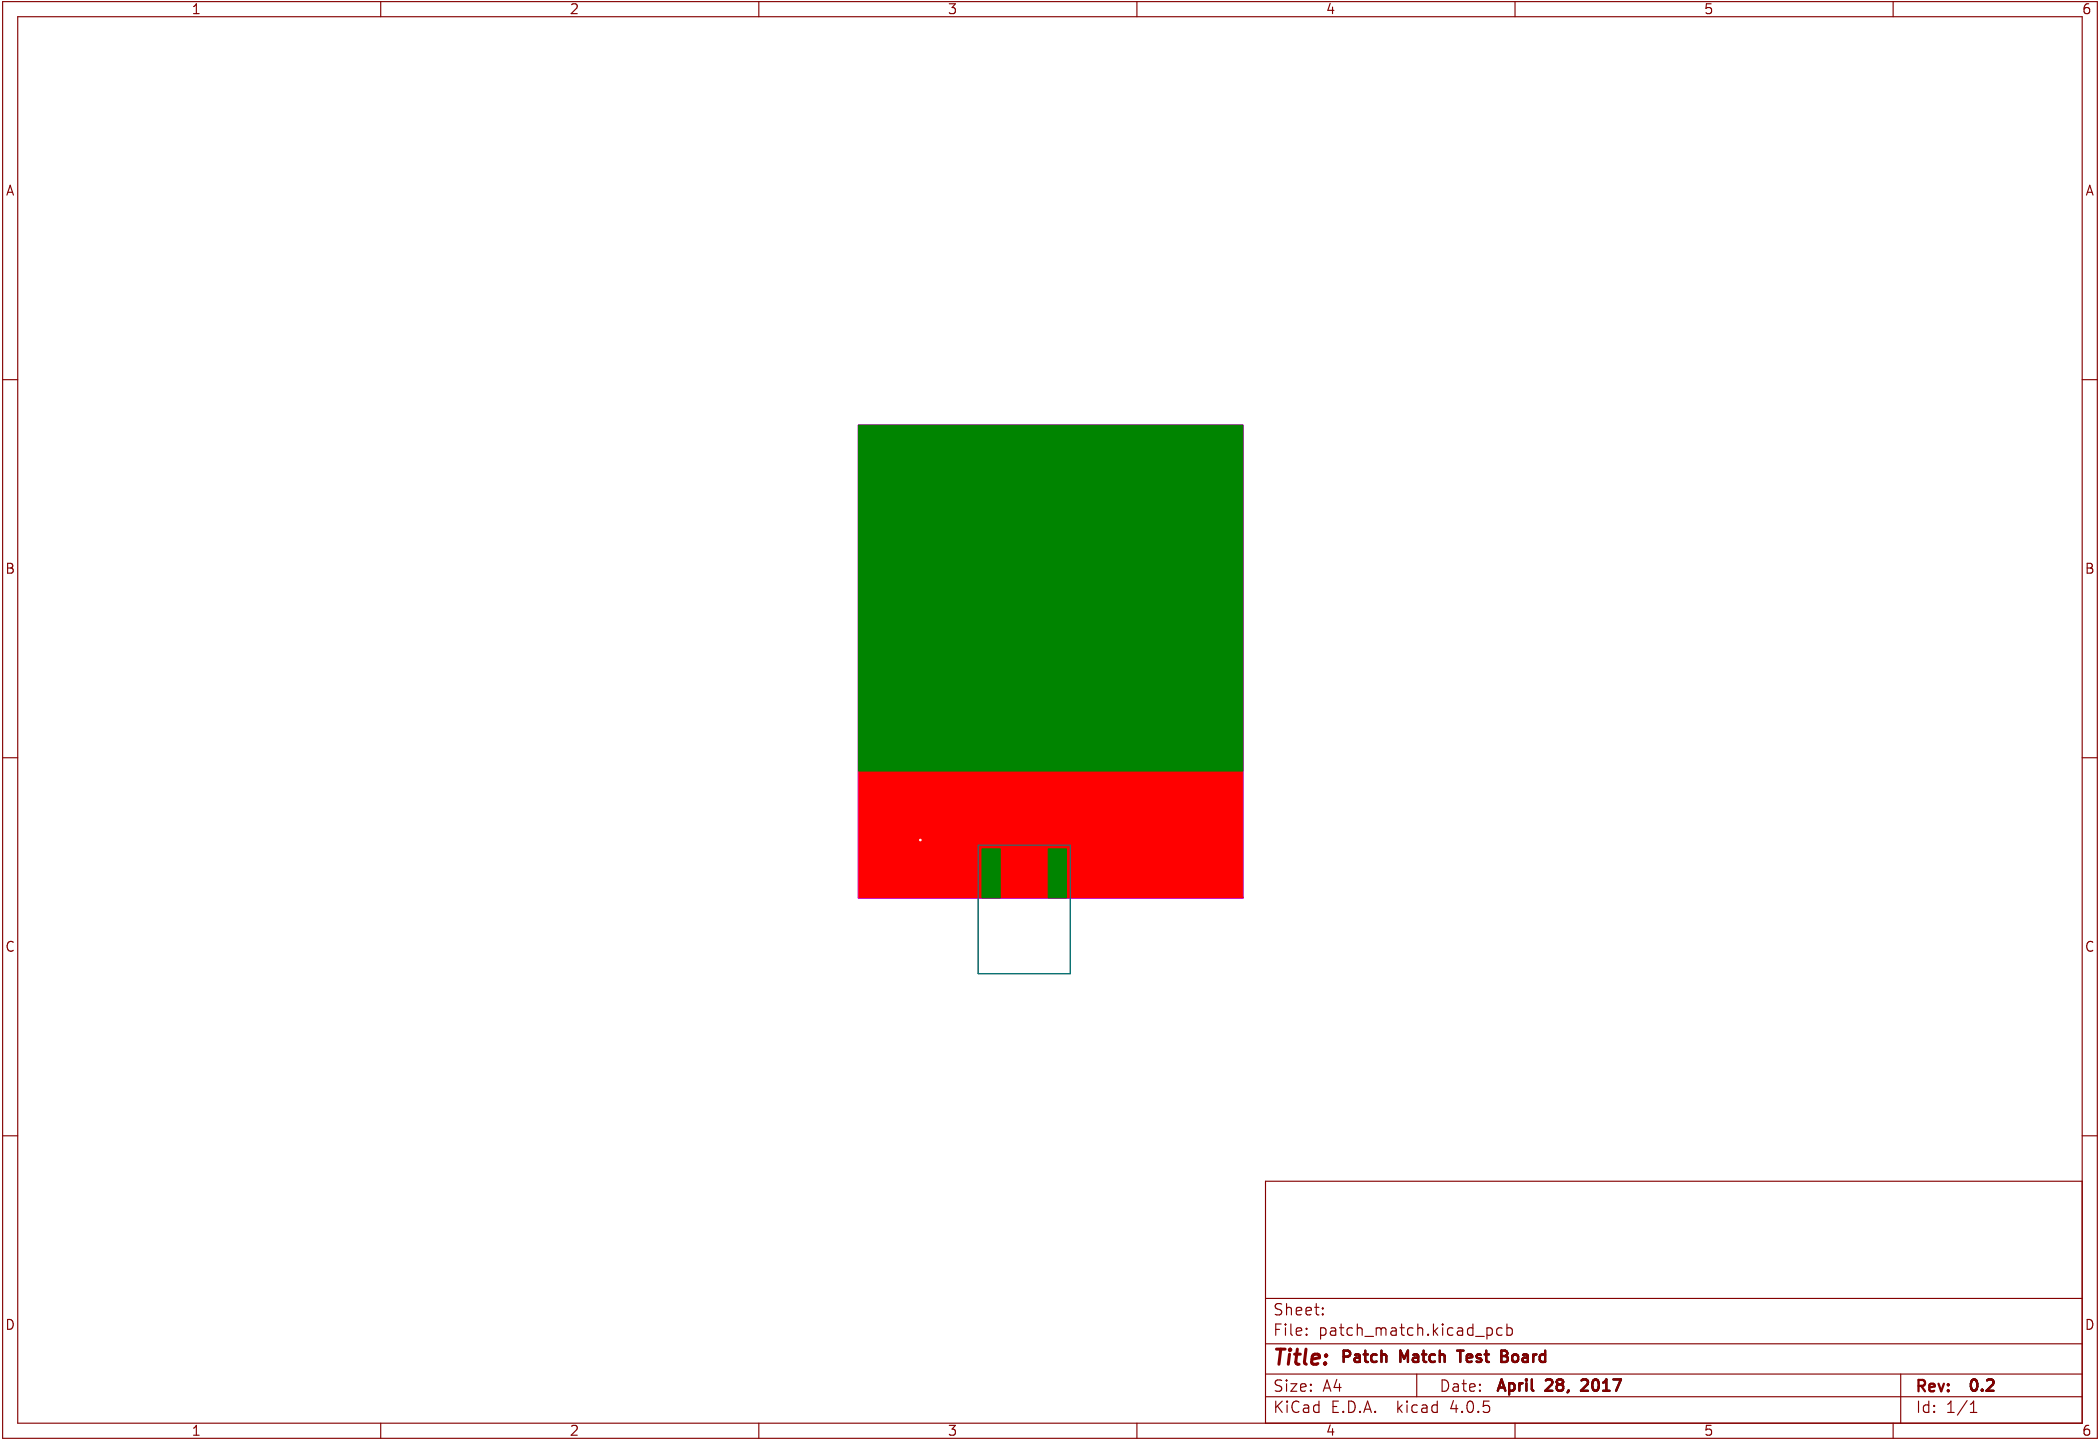 1 2 3 4 5 6
A A
B B
C C
D D
Sheet:
File: patch_match.kicad_pcb
Title: Patch Match Test Board
Size: A4 Date: April 28, 2017 Rev: 0.2
KiCad E.D.A. kicad 4.0.5 Id: 1/1
1 2 3 4 5 6